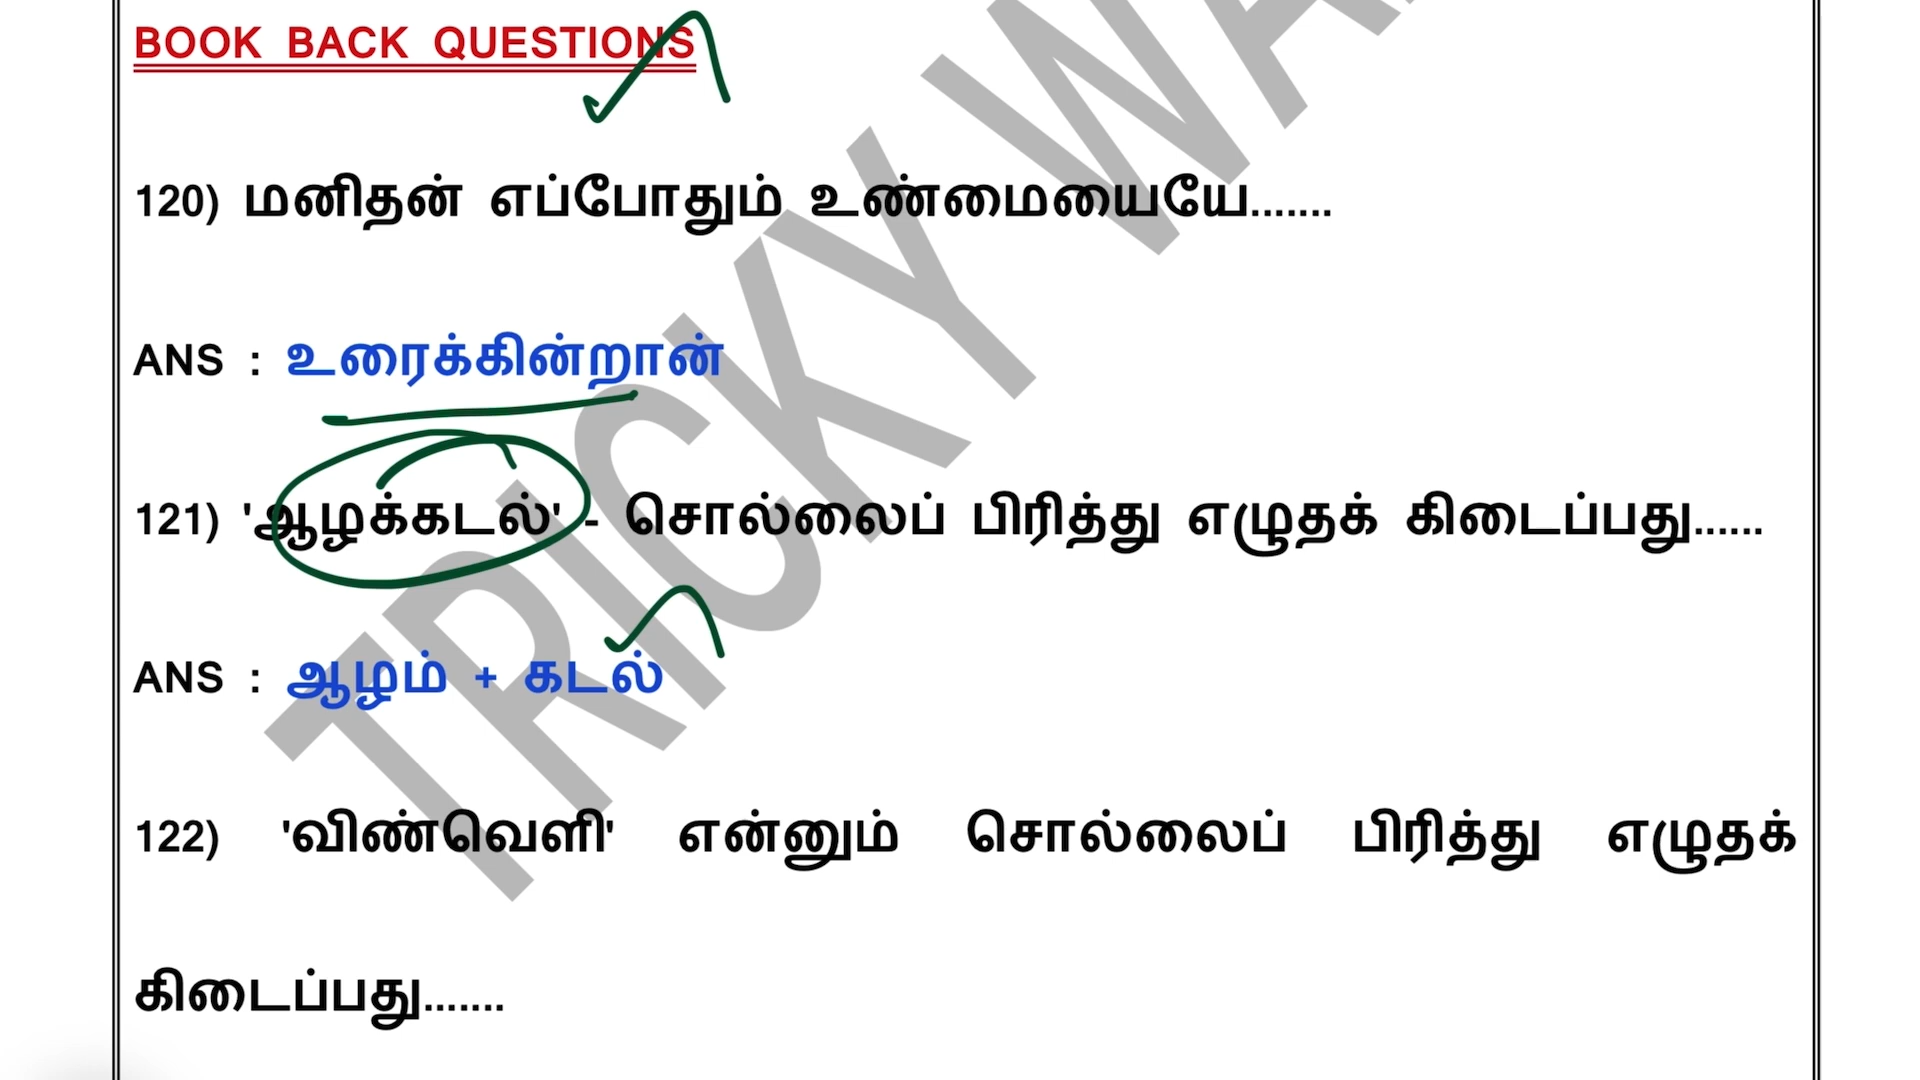 BOOK BACK QUESTIONS
120) மனிதன் எப்போதும் உண்மையையே.......
ANS : உரைக்கின்றான்
121) 'ஆழக்கடல்' - சொல்லைப் பிரித்து எழுதக் கிடைப்பது......
ANS : ஆழம் + கடல்
122) 'விண்வெளி' என்னும் சொல்லைப் பிரித்து எழுதக்
கிடைப்பது.......
TRICKY